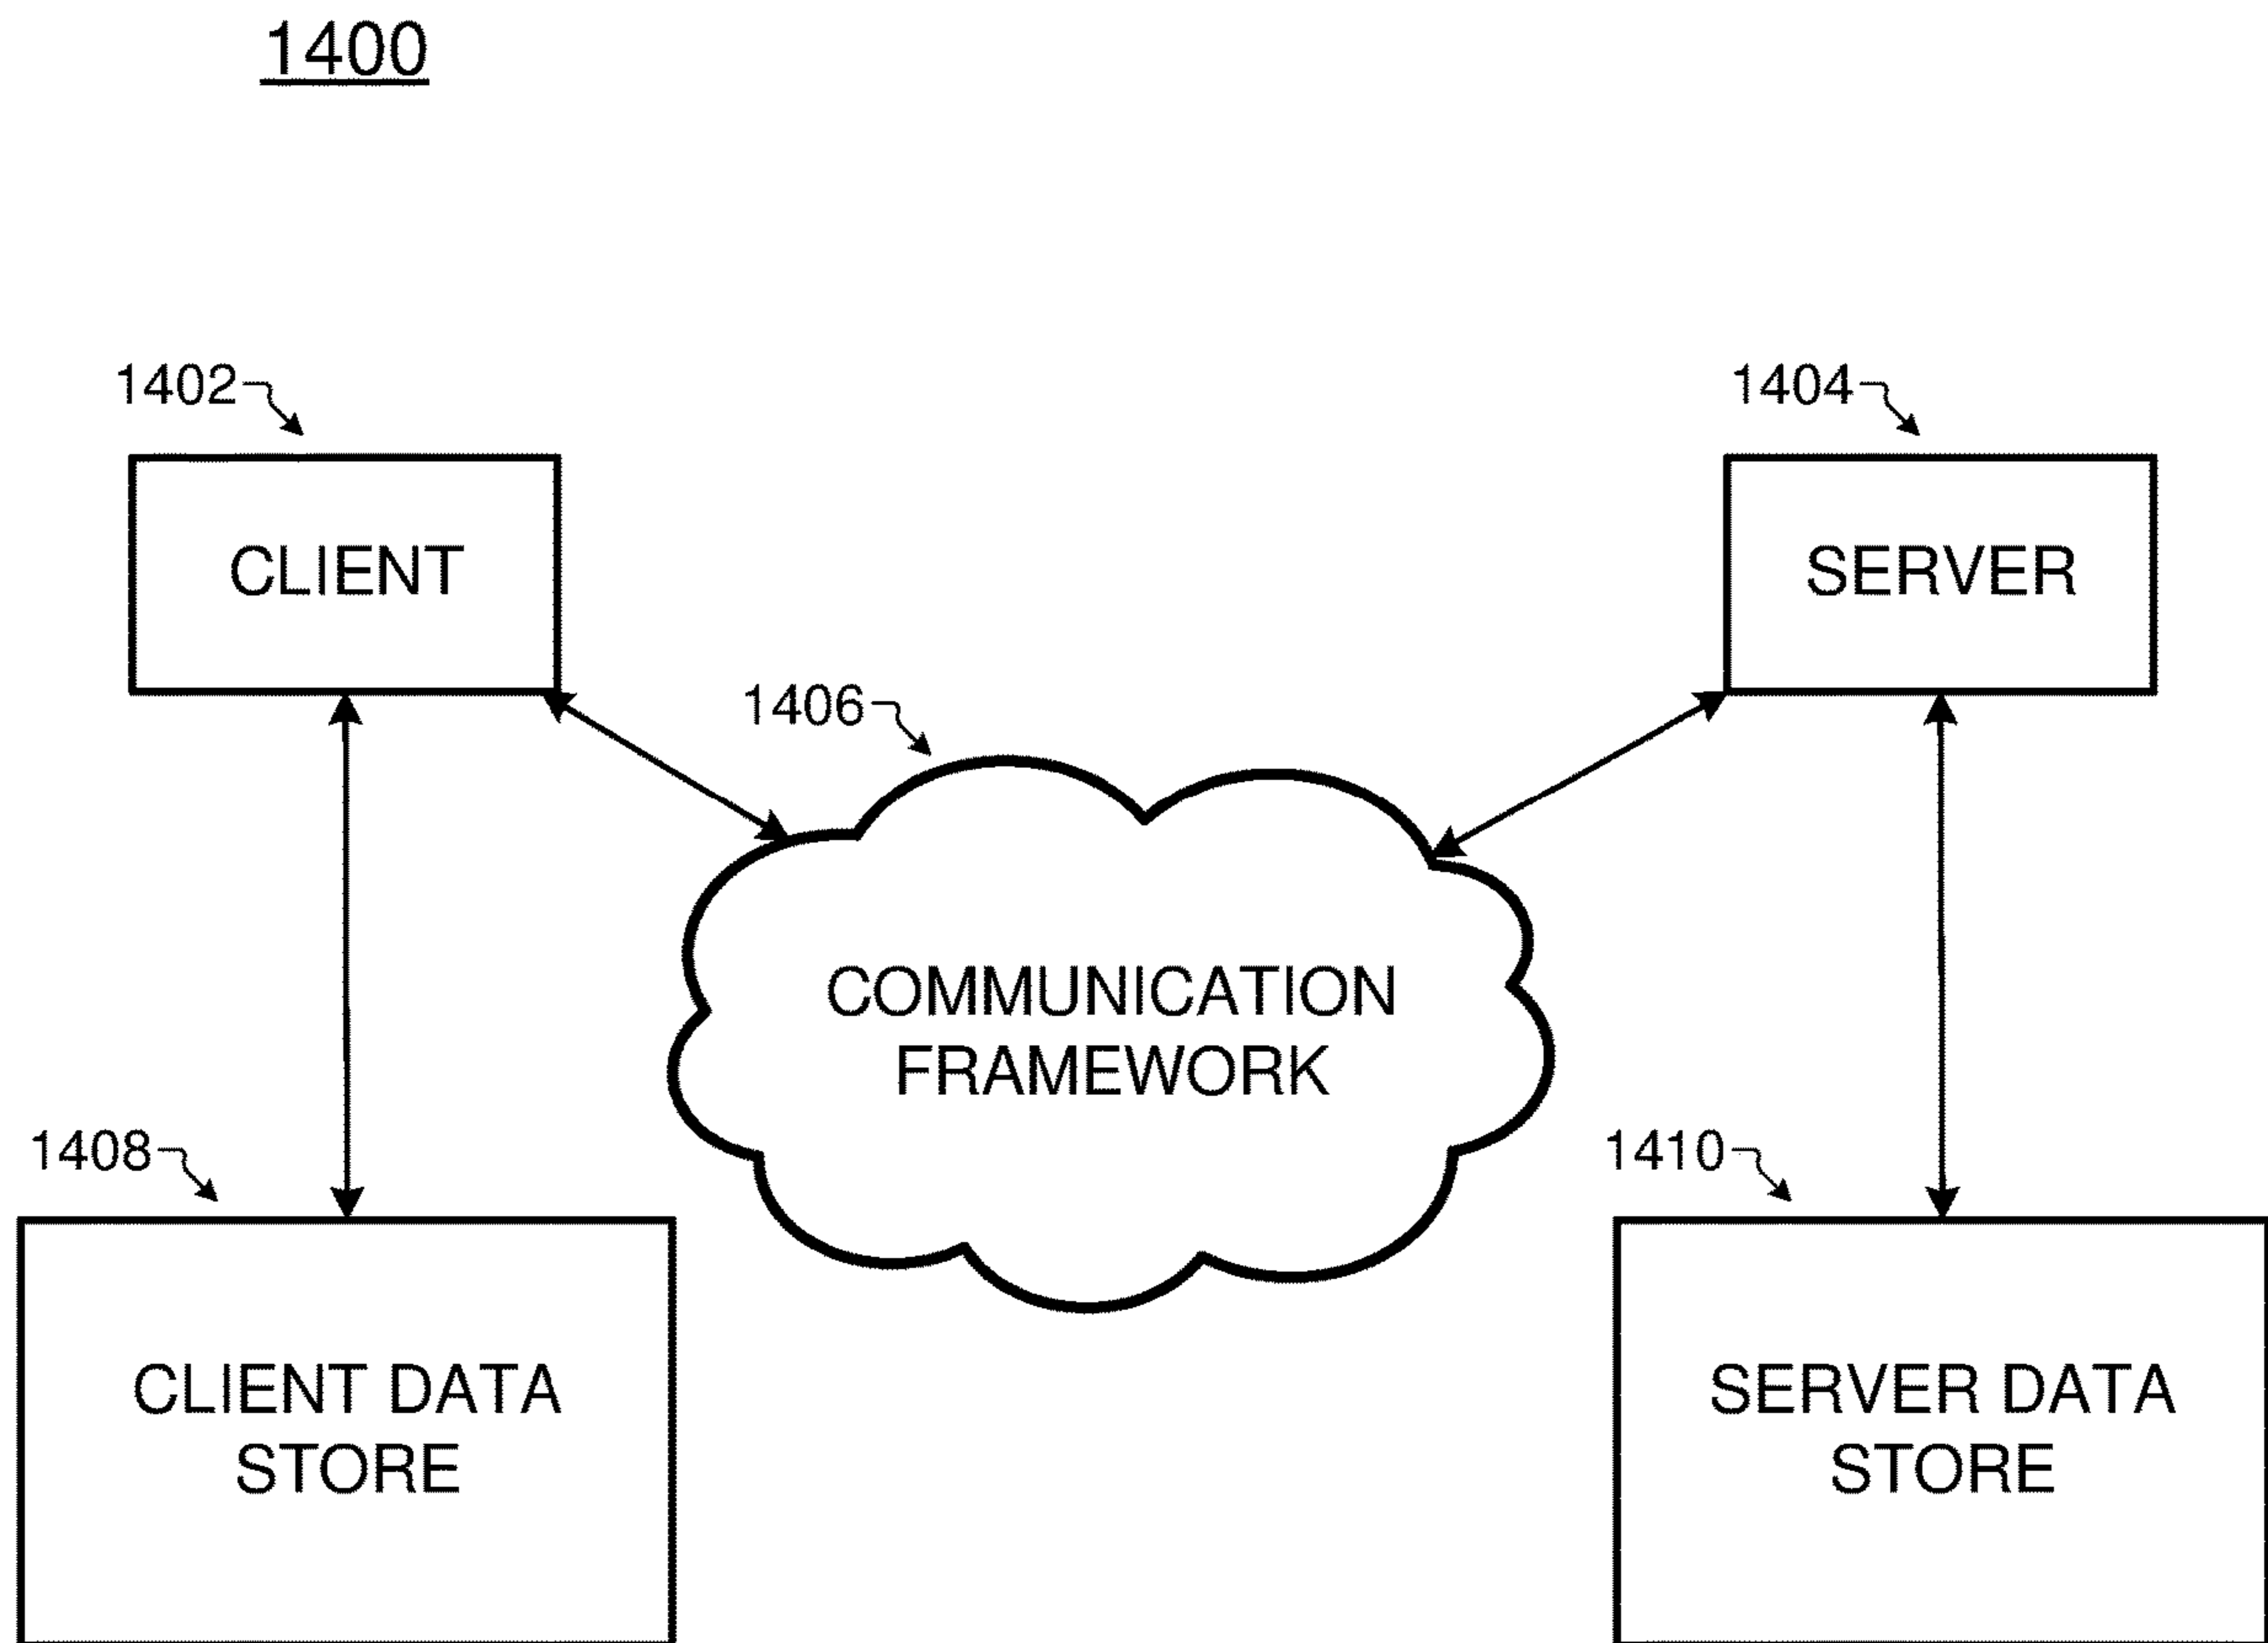 1400
1402
1404
CLIENT
SERVER
1406
COMMUNICATION
FRAMEWORK
1408
1410
CLIENT DATA
STORE
SERVER DATA
STORE